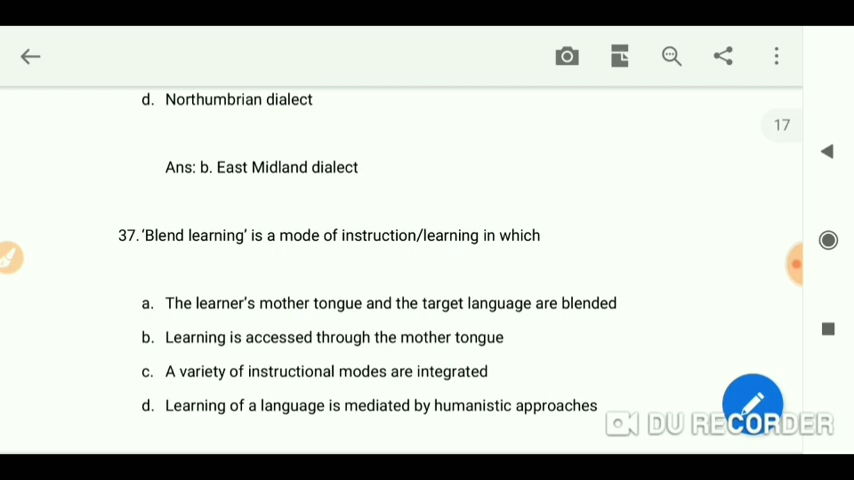 d. Northumbrian dialect
17
Ans: b. East Midland dialect
37. ‘Blend learning’ is a mode of instruction/learning in which
a. The learner’s mother tongue and the target language are blended
b. Learning is accessed through the mother tongue
c. A variety of instructional modes are integrated
d. Learning of a language is mediated by humanistic approaches
DU RECORDER